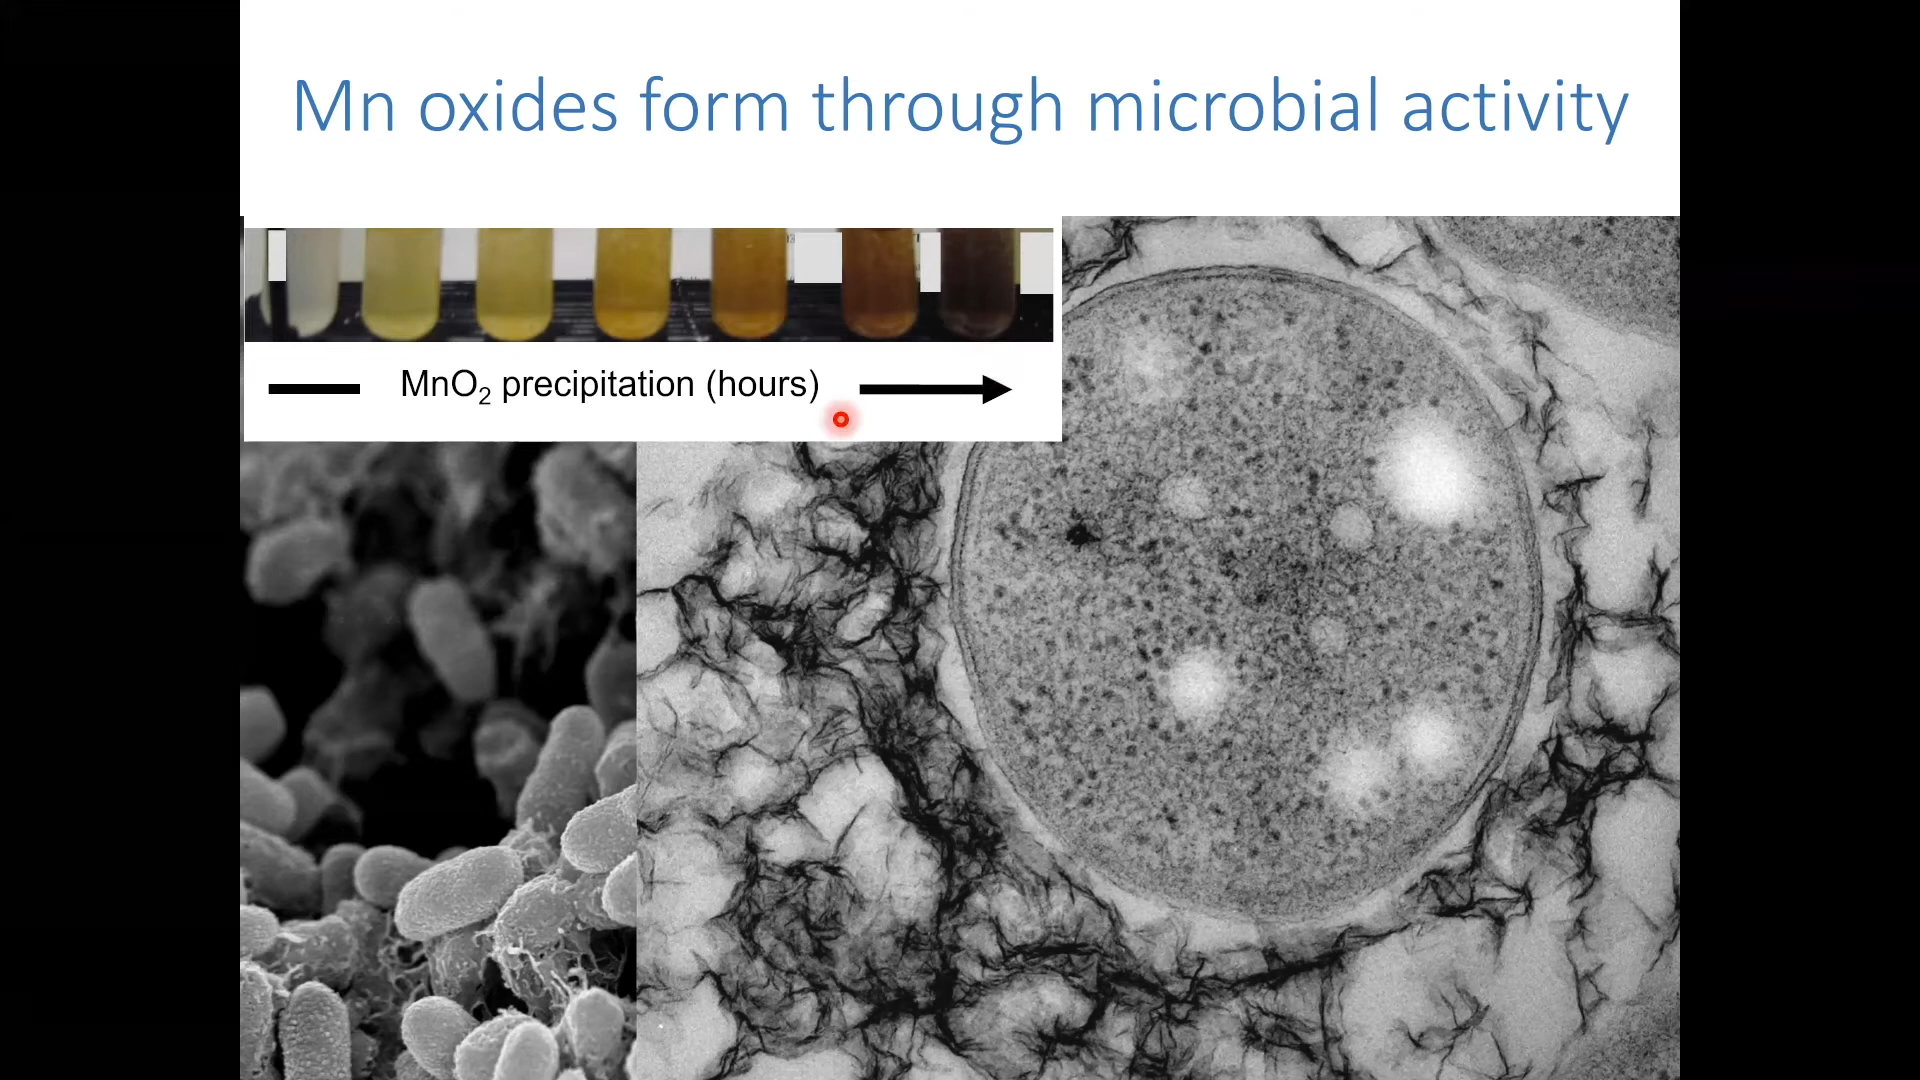 Mn oxides form through microbial activity
MnO₂ precipitation (hours)